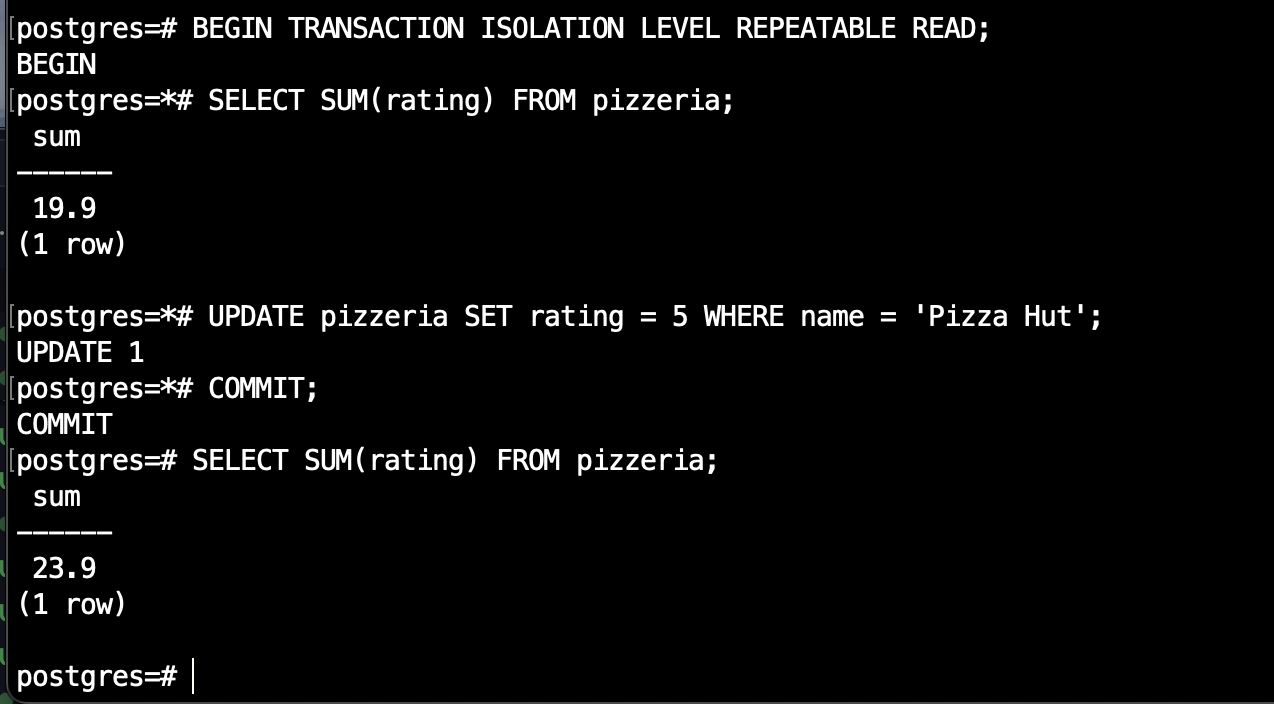 [postgres=# BEGIN TRANSACTION ISOLATION LEVEL REPEATABLE READ;
BEGIN
[postgres=*# SELECT SUM(rating) FROM pizzeria;
 sum
------
 19.9
(1 row)

[postgres=*# UPDATE pizzeria SET rating = 5 WHERE name = 'Pizza Hut';
UPDATE 1
[postgres=*# COMMIT;
COMMIT
[postgres=# SELECT SUM(rating) FROM pizzeria;
 sum
------
 23.9
(1 row)

postgres=#